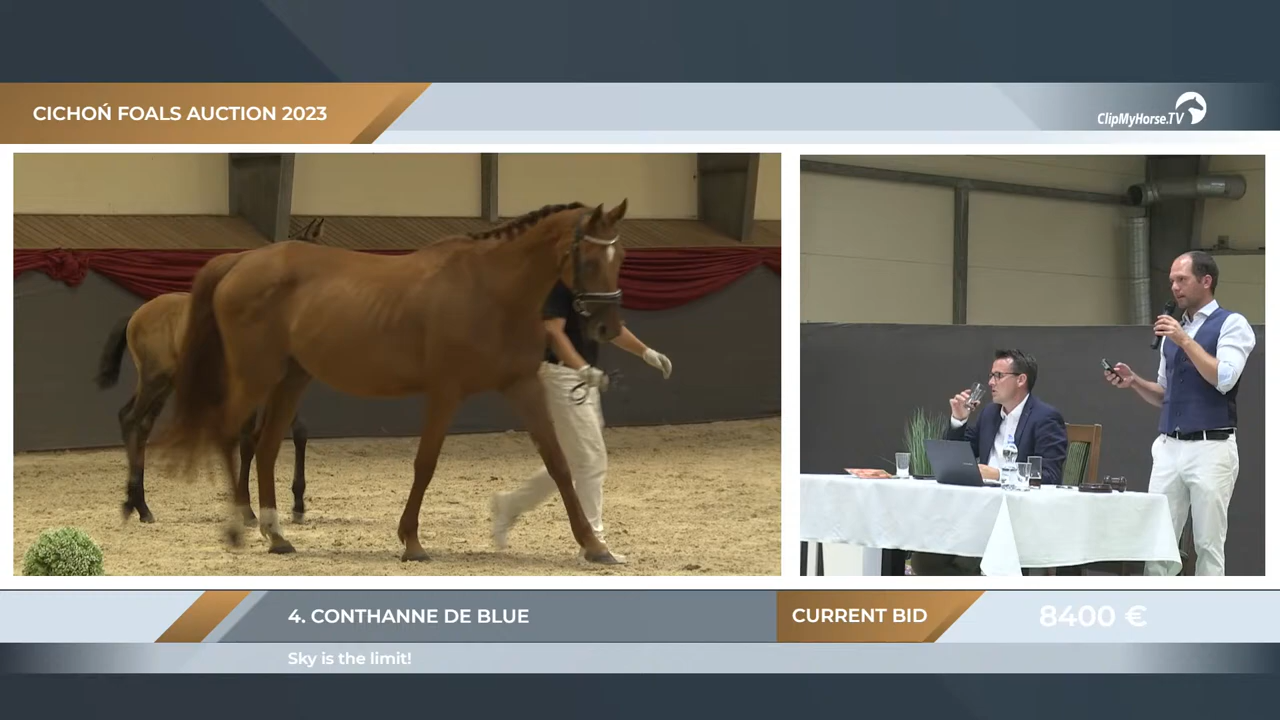 CICHOŃ FOALS AUCTION 2023
ClipMyHorse.TV
4. CONTHANNE DE BLUE
CURRENT BID
8400 €
Sky is the limit!